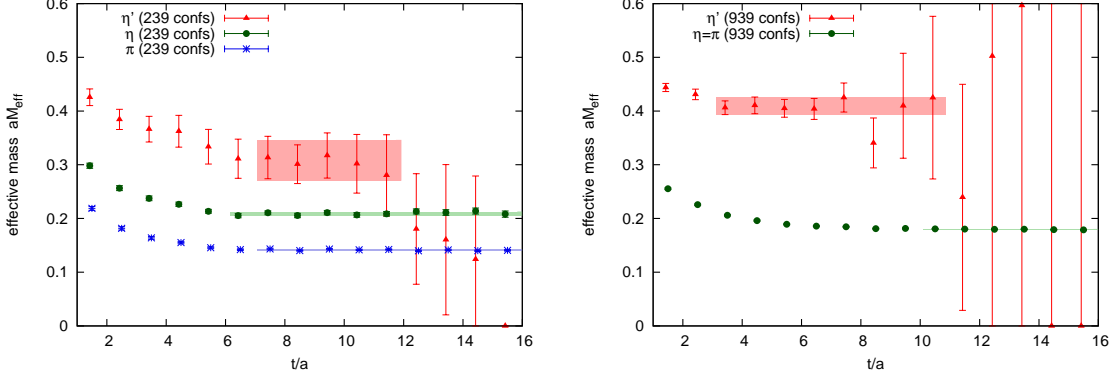 η' (239 confs)
η (239 confs)
π (239 confs)
0.6
0.5
0.4
0.3
0.2
0.1
0
effective mass aM_eff
2 4 6 8 10 12 14 16
t/a
η' (939 confs)
η=π (939 confs)
0.6
0.5
0.4
0.3
0.2
0.1
0
effective mass aM_eff
2 4 6 8 10 12 14 16
t/a